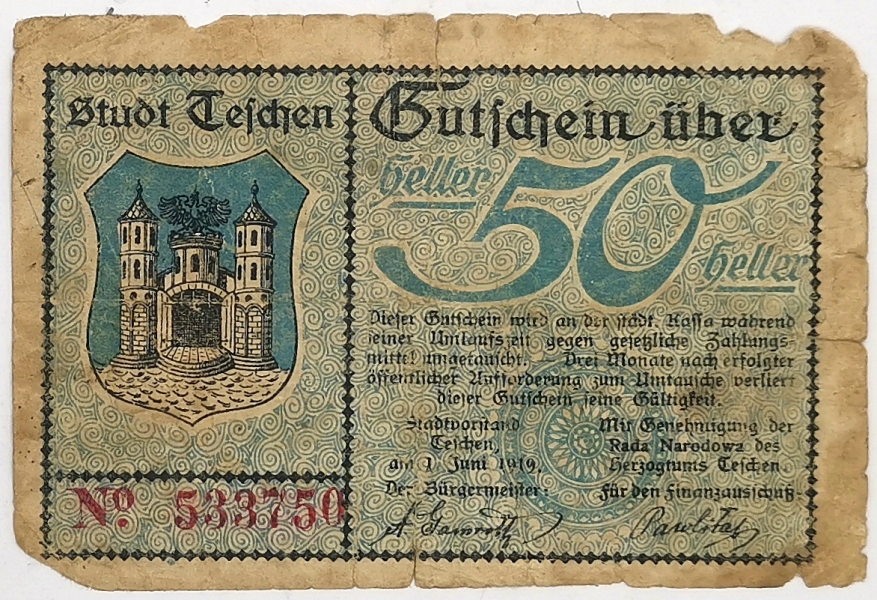 Stadt Teschen
Gutschein über
Heller 50
Heller
Dieser Gutschein wird an der städt. Kassa während
seiner Umlaufszeit gegen gesetzliche Zahlungs-
mittel umgetauscht. Drei Monate nach erfolgter
öffentlicher Aufforderung zum Umtausche verliert
dieser Gutschein seine Gültigkeit.
Stadtvorstand
Teschen,
am 1. Juni 1919.
Der Bürgermeister:
Mit Genehmigung der
Rada Narodowa des
Herzogtums Teschen.
Für den Finanzausschuß:
No. 533750